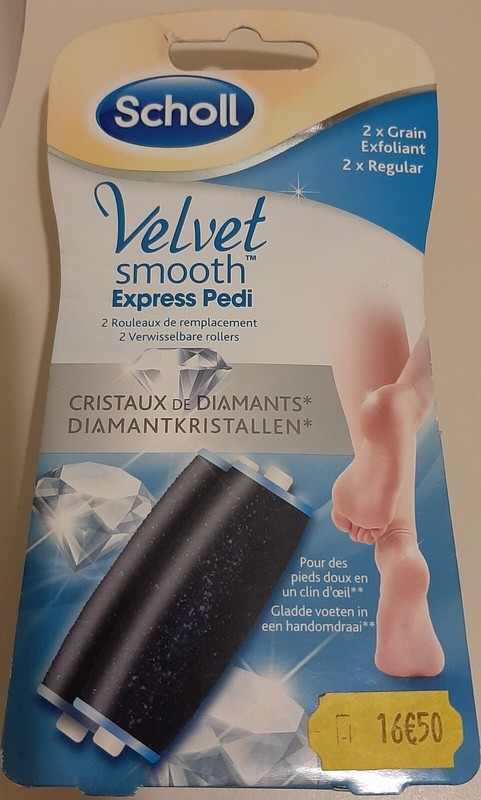 Scholl
2 x Grain
Exfoliant
2 x Regular
Velvet
smooth™
Express Pedi
2 Rouleaux de remplacement
2 Verwisselbare rollers
CRISTAUX DE DIAMANTS*
DIAMANTKRISTALLEN*
Pour des
pieds doux en
un clin d'œil**
Gladde voeten in
een handomdraai**
16€50